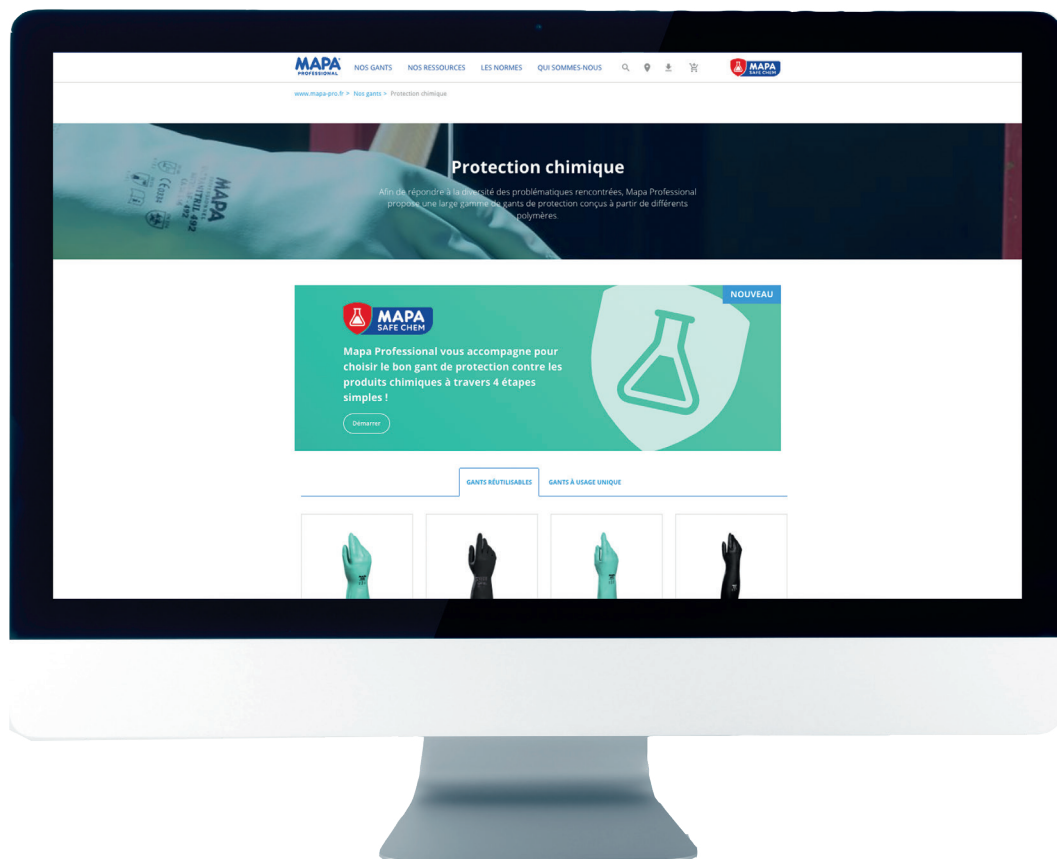 MAPA
PROFESSIONAL
NOS GANTS NOS RESSOURCES LES NORMES QUI SOMMES-NOUS
MAPA
SAFE CHEM
www.mapa-pro.fr > Nos gants > Protection chimique
Protection chimique
Afin de répondre à la diversité des problématiques rencontrées, Mapa Professional
propose une large gamme de gants de protection conçus à partir de différents
polymères.
MAPA
492
NOUVEAU
MAPA
SAFE CHEM
Mapa Professional vous accompagne pour
choisir le bon gant de protection contre les
produits chimiques à travers 4 étapes
simples !
Démarrer
GANTS RÉUTILISABLES GANTS À USAGE UNIQUE